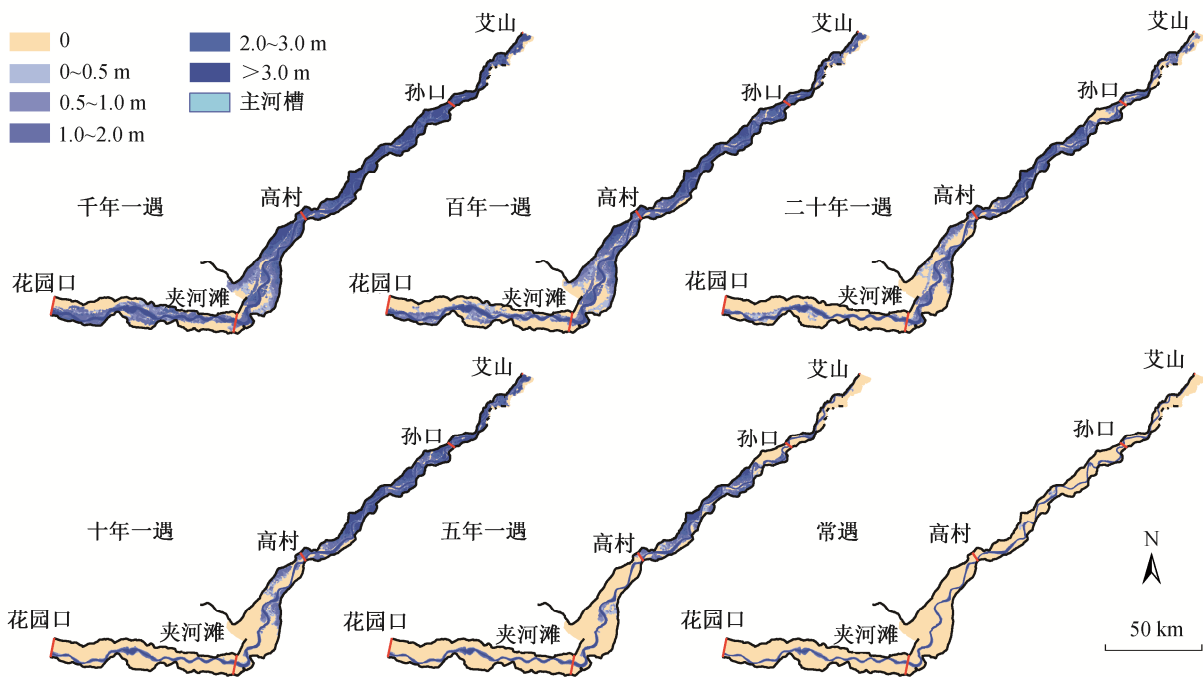 0
0~0.5 m
0.5~1.0 m
1.0~2.0 m
2.0~3.0 m
>3.0 m
主河槽
艾山
孙口
高村
千年一遇
花园口
夹河滩
艾山
孙口
高村
百年一遇
花园口
夹河滩
艾山
孙口
高村
二十年一遇
花园口
夹河滩
艾山
孙口
高村
十年一遇
花园口
夹河滩
艾山
孙口
高村
五年一遇
花园口
夹河滩
艾山
孙口
高村
常遇
花园口
夹河滩
N
50 km